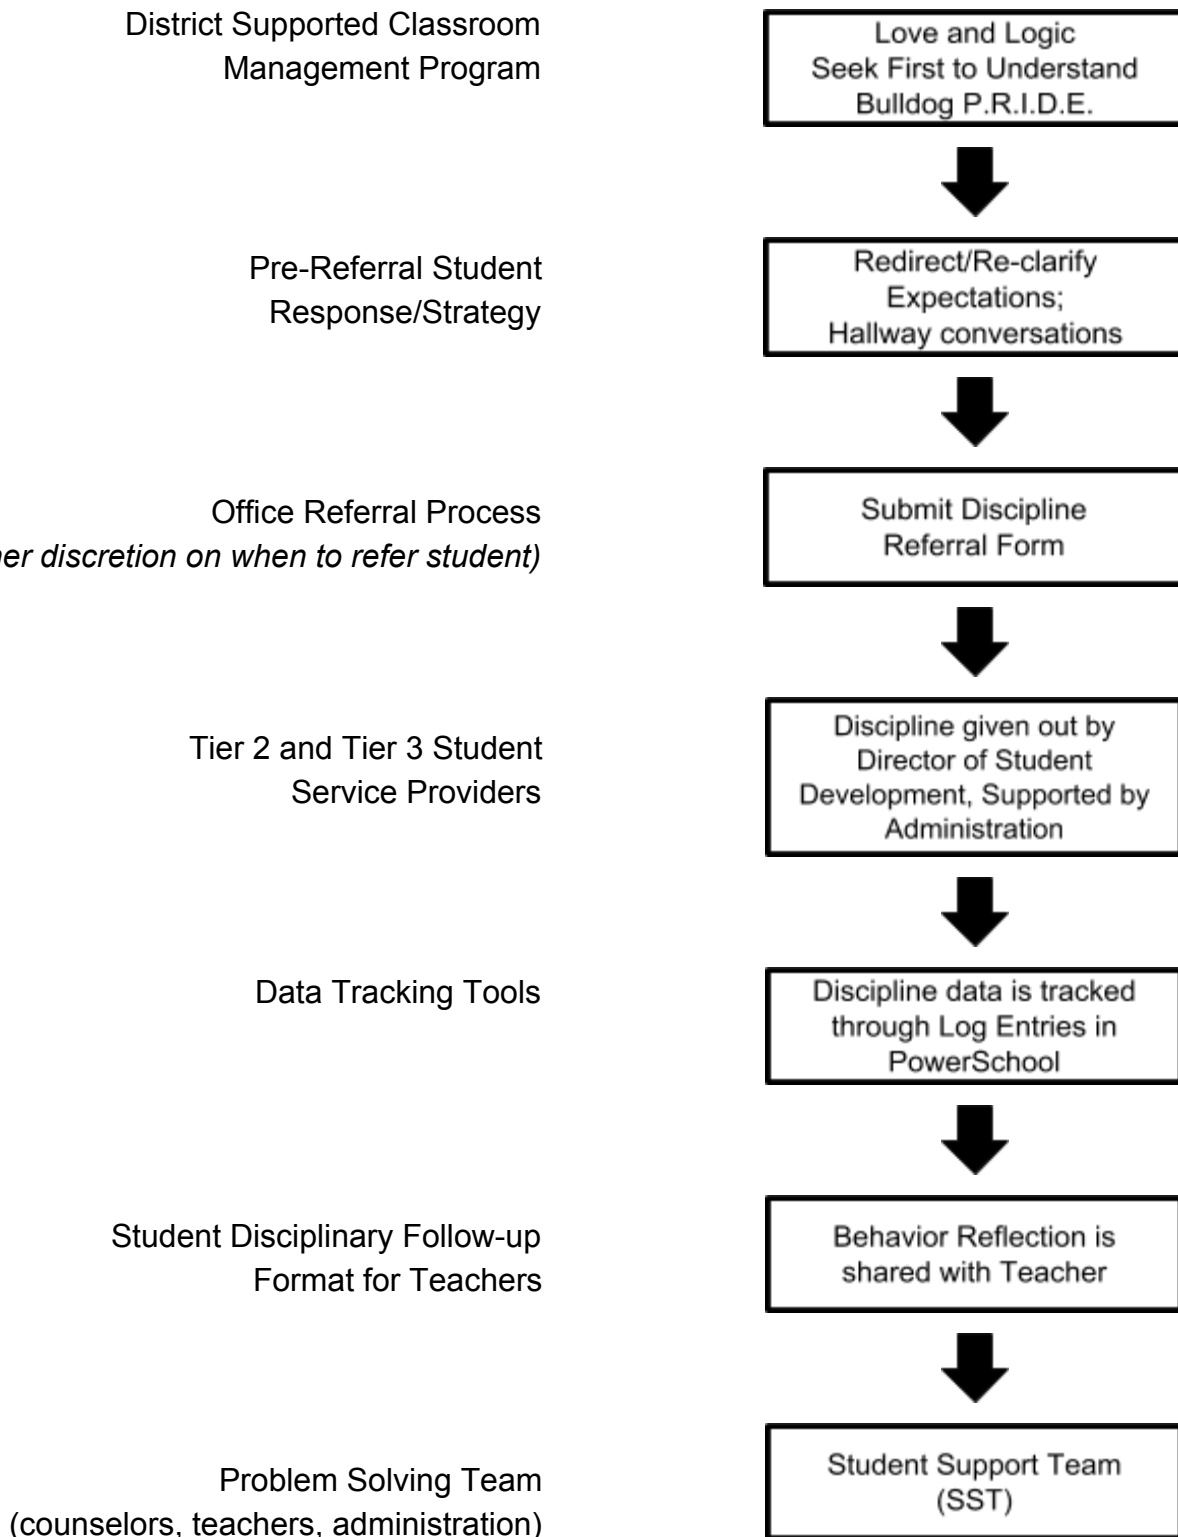 District Supported Classroom
Management Program
Love and Logic
Seek First to Understand
Bulldog P.R.I.D.E.
Pre-Referral Student
Response/Strategy
Redirect/Re-clarify
Expectations;
Hallway conversations
Office Referral Process
discretion on when to refer student)
Submit Discipline
Referral Form
Tier 2 and Tier 3 Student
Service Providers
Discipline given out by
Director of Student
Development, Supported by
Administration
Data Tracking Tools
Discipline data is tracked
through Log Entries in
PowerSchool
Student Disciplinary Follow-up
Format for Teachers
Behavior Reflection is
shared with Teacher
Problem Solving Team
(counselors, teachers, administration)
Student Support Team
(SST)